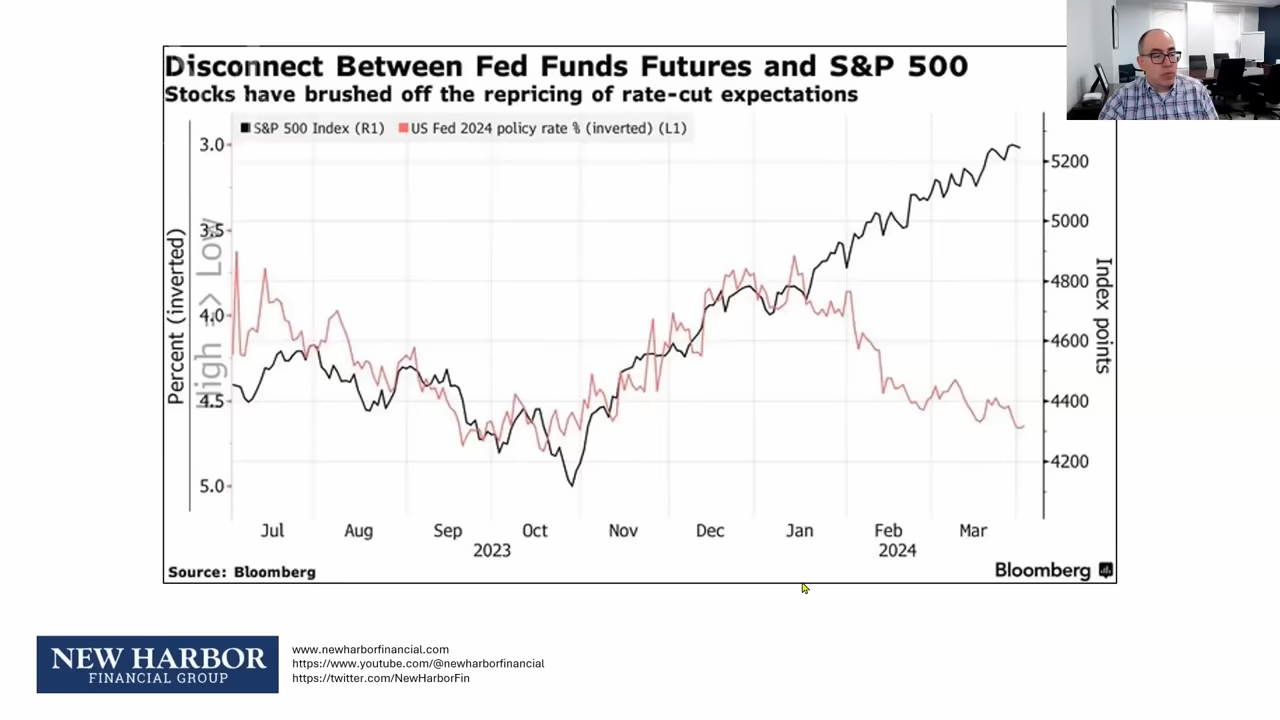 Disconnect Between Fed Funds Futures and S&P 500
Stocks have brushed off the repricing of rate-cut expectations
S&P 500 Index (R1) US Fed 2024 policy rate % (inverted) (L1)
3.0
3.5
4.0
4.5
5.0
Percent (inverted)
High --> Low
5200
5000
4800
4600
4400
4200
Index points
Jul Aug Sep Oct Nov Dec Jan Feb Mar
2023 2024
Source: Bloomberg
Bloomberg
NEW HARBOR
FINANCIAL GROUP
www.newharborfinancial.com
https://www.youtube.com/@newharborfinancial
https://twitter.com/NewHarborFin